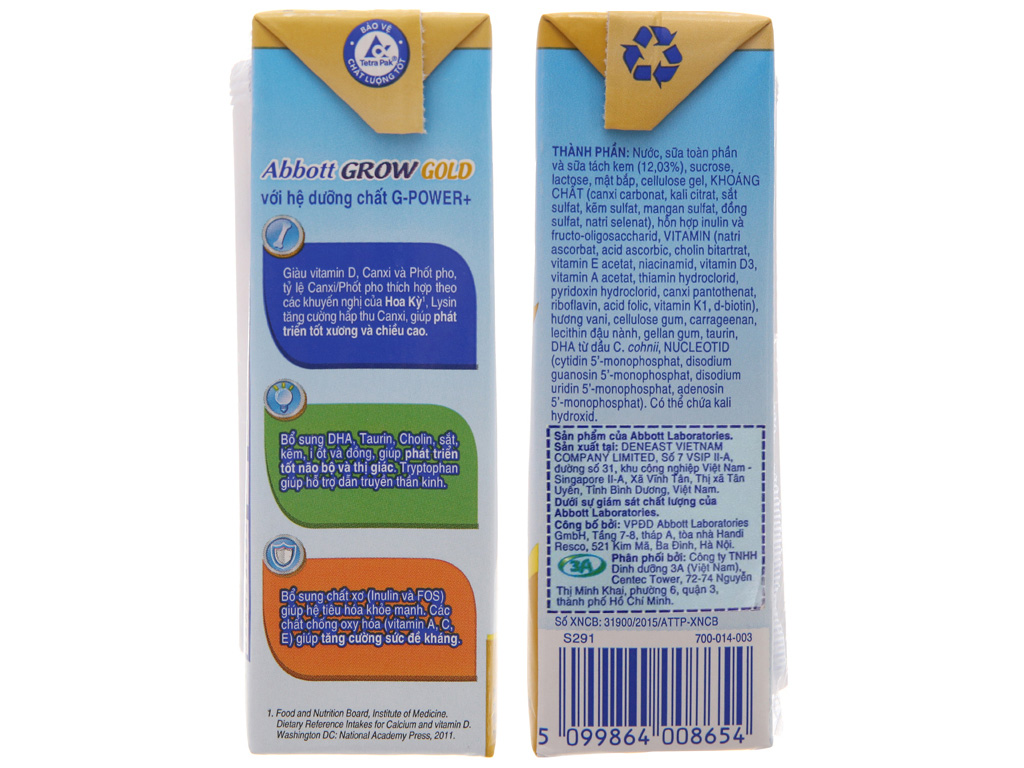 BẢO VỆ
Tetra Pak®
CHẤT LƯỢNG TỐT
Abbott GROW GOLD
với hệ dưỡng chất G-POWER+
Giàu vitamin D, Canxi và Phốt pho,
tỷ lệ Canxi/Phốt pho thích hợp theo
các khuyến nghị của Hoa Kỳ¹, Lysin
tăng cường hấp thu Canxi, giúp phát
triển tốt xương và chiều cao.
Bổ sung DHA, Taurin, Cholin, sắt,
kẽm, i ốt và đồng, giúp phát triển
tốt não bộ và thị giác. Tryptophan
giúp hỗ trợ dẫn truyền thần kinh.
Bổ sung chất xơ (Inulin và FOS)
giúp hệ tiêu hóa khỏe mạnh. Các
chất chống oxy hóa (vitamin A, C,
E) giúp tăng cường sức đề kháng.
1. Food and Nutrition Board, Institute of Medicine.
Dietary Reference Intakes for Calcium and vitamin D.
Washington DC: National Academy Press, 2011.
THÀNH PHẦN: Nước, sữa toàn phần
và sữa tách kem (12,03%), sucrose,
lactose, mật bắp, cellulose gel, KHOÁNG
CHẤT (canxi carbonat, kali citrat, sắt
sulfat, kẽm sulfat, mangan sulfat, đồng
sulfat, natri selenat), hỗn hợp inulin và
fructo-oligosaccharid, VITAMIN (natri
ascorbat, acid ascorbic, cholin bitartrat,
vitamin E acetat, niacinamid, vitamin D3,
vitamin A acetat, thiamin hydroclorid,
pyridoxin hydroclorid, canxi pantothenat,
riboflavin, acid folic, vitamin K1, d-biotin),
hương vani, cellulose gum, carrageenan,
lecithin đậu nành, gellan gum, taurin,
DHA từ dầu C. cohnii, NUCLEOTID
(cytidin 5'-monophosphat, disodium
guanosin 5'-monophosphat, disodium
uridin 5'-monophosphat, adenosin
5'-monophosphat). Có thể chứa kali
hydroxid.
Sản phẩm của Abbott Laboratories.
Sản xuất tại: DENEAST VIETNAM
COMPANY LIMITED, Số 7 VSIP II-A,
đường số 31, khu công nghiệp Việt Nam -
Singapore II-A, Xã Vĩnh Tân, Thị xã Tân
Uyên, Tỉnh Bình Dương, Việt Nam.
Dưới sự giám sát chất lượng của
Abbott Laboratories.
Công bố bởi: VPĐD Abbott Laboratories
GmbH, Tầng 7-8, tháp A, tòa nhà Handi
Resco, 521 Kim Mã, Ba Đình, Hà Nội.
3A Phân phối bởi: Công ty TNHH
Dinh dưỡng 3A (Việt Nam),
Centec Tower, 72-74 Nguyễn
Thị Minh Khai, phường 6, quận 3,
thành phố Hồ Chí Minh.
Số XNCB: 31900/2015/ATTP-XNCB
S291 700-014-003
5 099864 008654